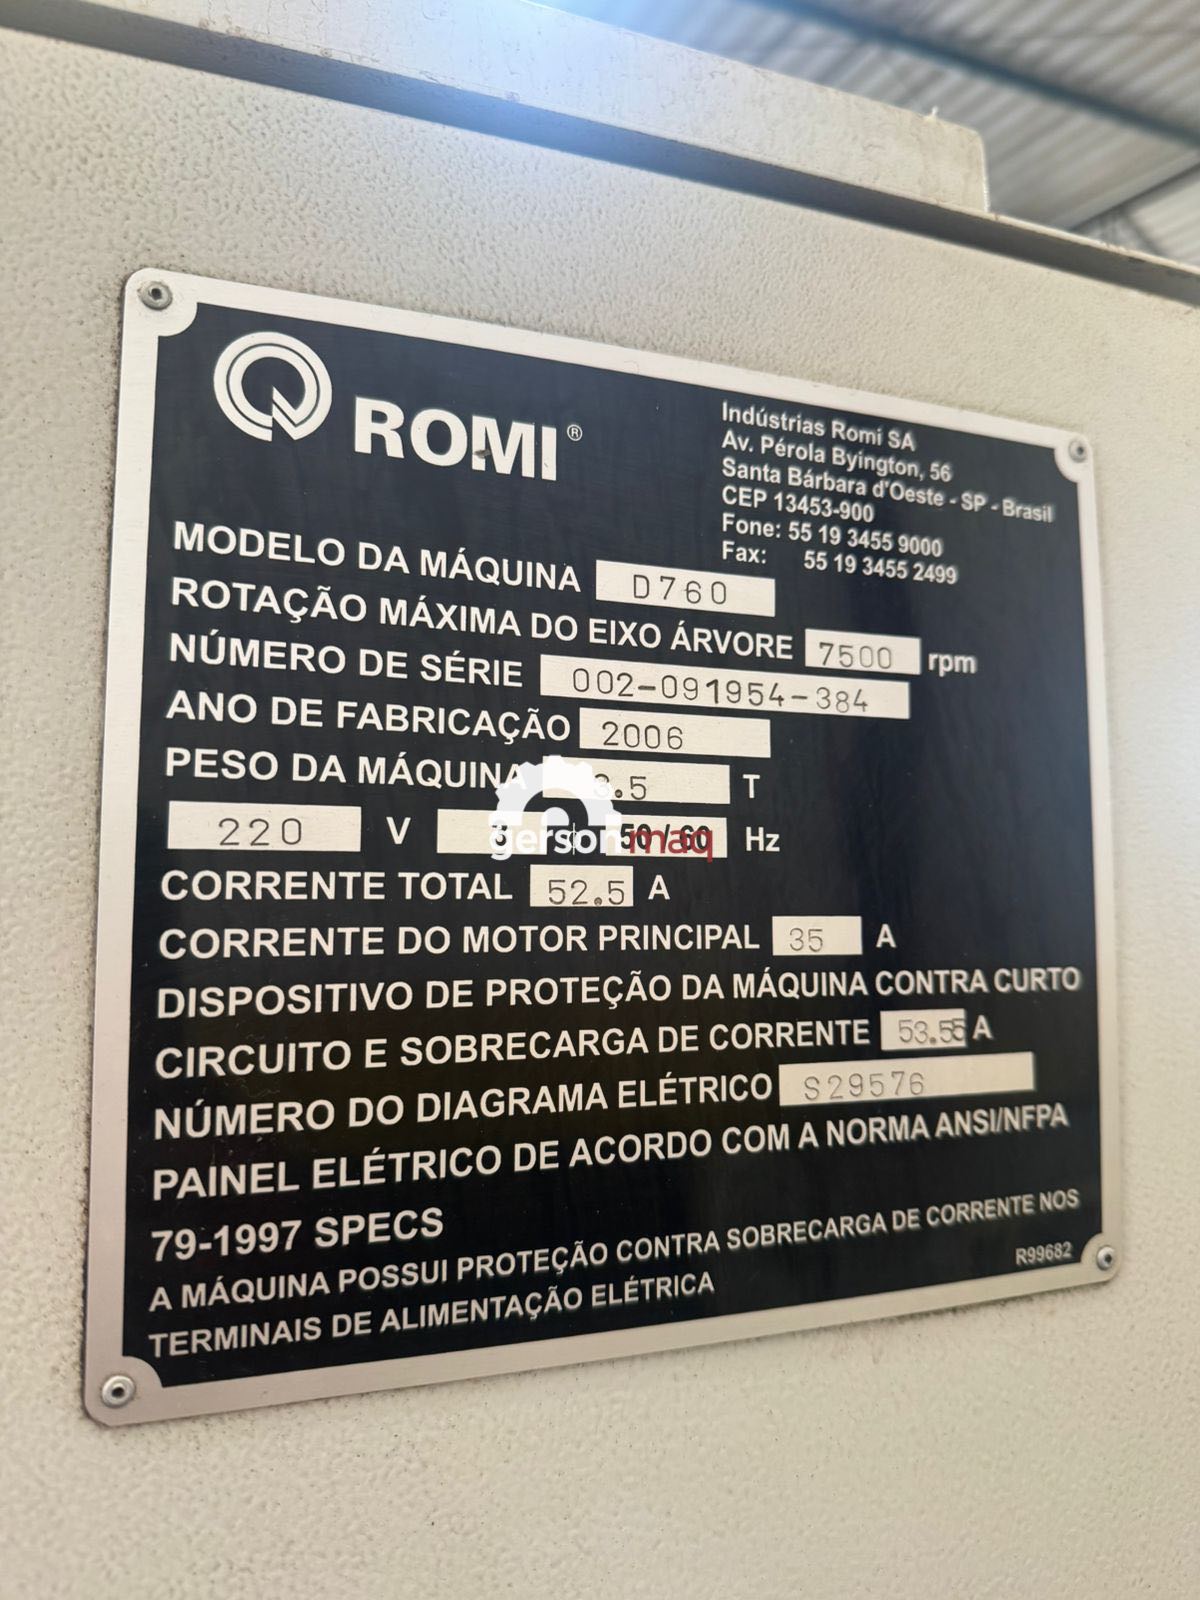 ROMI®
Indústrias Romi SA
Av. Pérola Byington, 56
Santa Bárbara d'Oeste - SP - Brasil
CEP 13453-900
Fone: 55 19 3455 9000
Fax: 55 19 3455 2499
MODELO DA MÁQUINA D760
ROTAÇÃO MÁXIMA DO EIXO ÁRVORE 7500 rpm
NÚMERO DE SÉRIE 002-091954-384
ANO DE FABRICAÇÃO 2006
PESO DA MÁQUINA .5 T
220 V 3 50/60 Hz
gersonmaq
CORRENTE TOTAL 52.5 A
CORRENTE DO MOTOR PRINCIPAL 35 A
DISPOSITIVO DE PROTEÇÃO DA MÁQUINA CONTRA CURTO
CIRCUITO E SOBRECARGA DE CORRENTE A
NÚMERO DO DIAGRAMA ELÉTRICO S29576
PAINEL ELÉTRICO DE ACORDO COM A NORMA ANSI/NFPA
79-1997 SPECS
A MÁQUINA POSSUI PROTEÇÃO CONTRA SOBRECARGA DE CORRENTE NOS
TERMINAIS DE ALIMENTAÇÃO ELÉTRICA
R99682